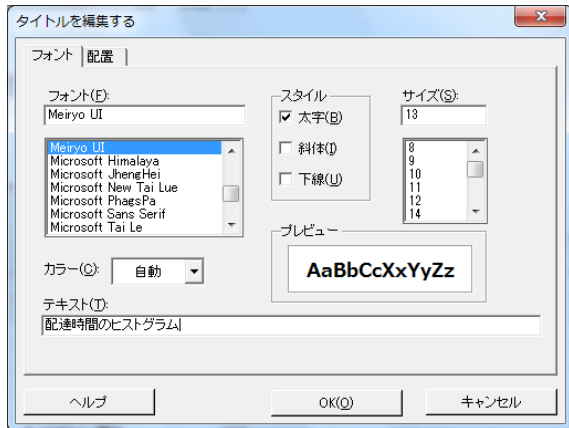 タイトルを編集する
フォント 配置
フォント(F):
Meiryo UI
Meiryo UI
Microsoft Himalaya
Microsoft JhengHei
Microsoft New Tai Lue
Microsoft PhagsPa
Microsoft Sans Serif
Microsoft Tai Le
スタイル
太字(B)
斜体(I)
下線(U)
サイズ(S):
13
8
9
10
11
12
14
カラー(C): 自動
プレビュー
AaBbCcXxYyZz
テキスト(T):
配達時間のヒストグラム
ヘルプ OK(O) キャンセル